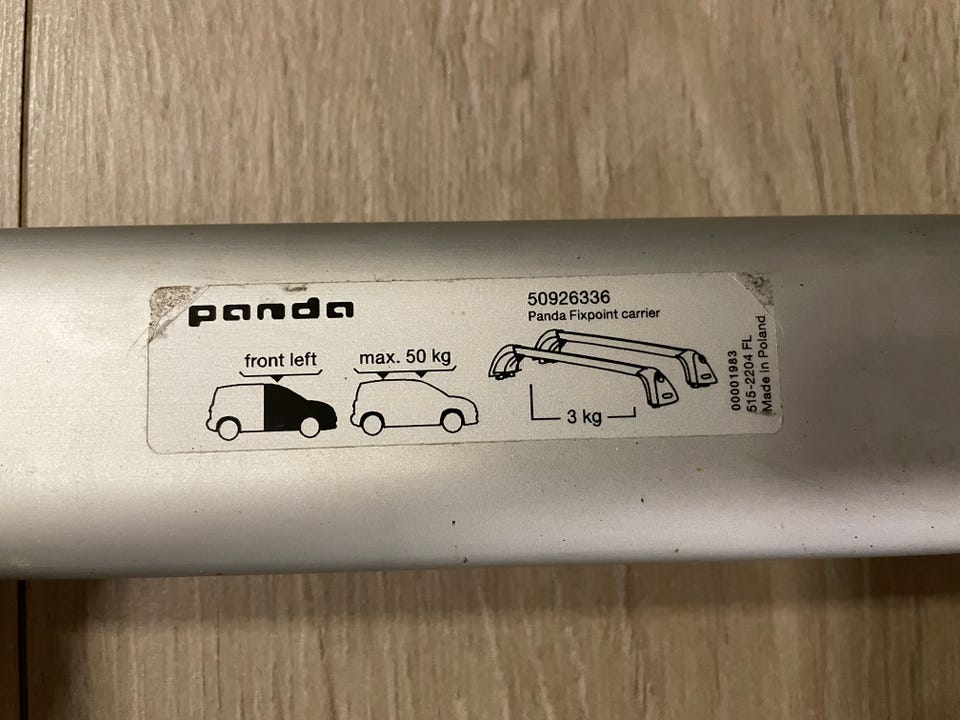 panda
front left
max. 50 kg
50926336
Panda Fixpoint carrier
3 kg
00001983
515-2204 FL
Made in Poland